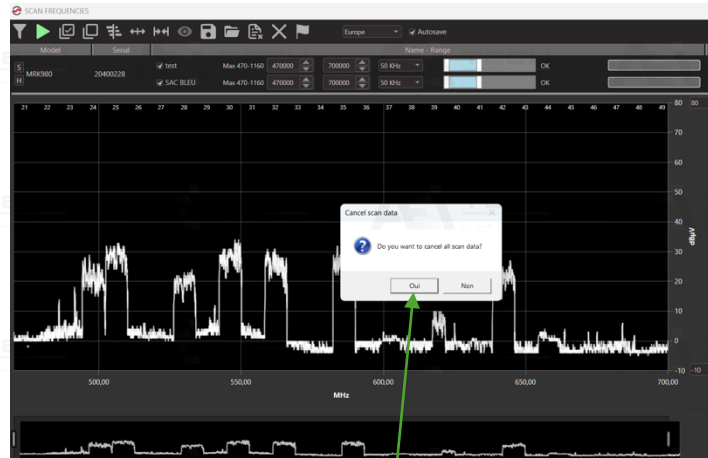 SCAN FREQUENCIES
Europe Autosave
Model Serial Name - Range
S test Max 470-1160 470000 700000 50 KHz OK
MRK980 20400228
H SAC BLEU Max 470-1160 470000 700000 50 KHz OK
21 22 23 24 25 26 27 28 29 30 31 32 33 34 35 36 37 38 39 40 41 42 43 44 45 46 47 48 49 80 80
70
60
50
Cancel scan data
40
dBµV
Do you want to cancel all scan data?
30
20
Oui Non
10
0
-10 -10
500,00 550,00 600,00 650,00 700,00
MHz